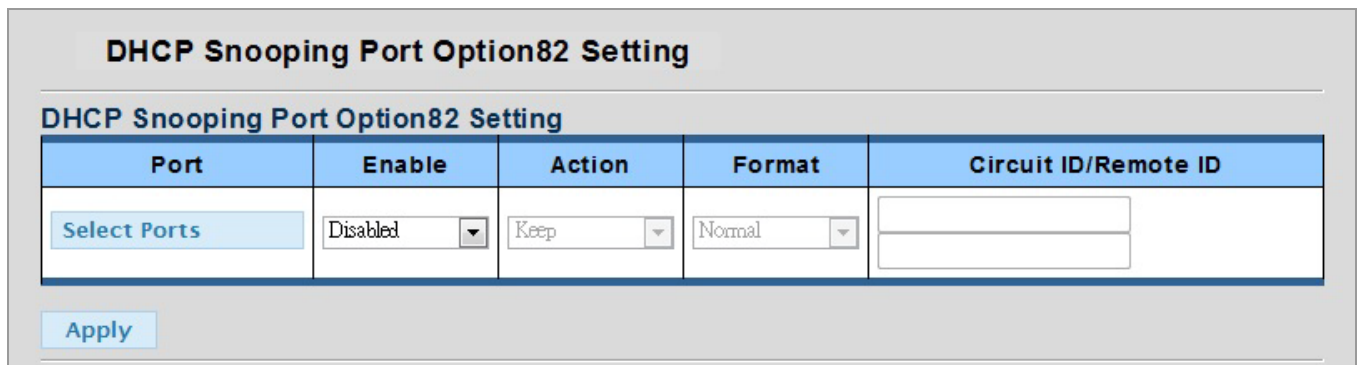 DHCP Snooping Port Option82 Setting
DHCP Snooping Port Option82 Setting
Port Enable Action Format Circuit ID/Remote ID
Select Ports Disabled Keep Normal
Apply